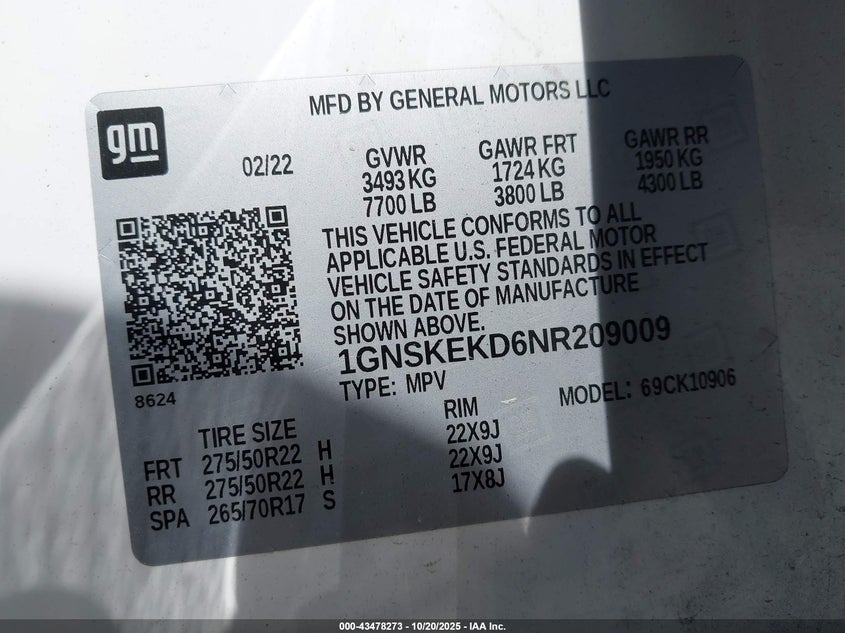 MFD BY GENERAL MOTORS LLC
gm
02/22
GVWR
3493 KG
7700 LB
GAWR FRT
1724 KG
3800 LB
GAWR RR
1950 KG
4300 LB
THIS VEHICLE CONFORMS TO ALL
APPLICABLE U.S. FEDERAL MOTOR
VEHICLE SAFETY STANDARDS IN EFFECT
ON THE DATE OF MANUFACTURE
SHOWN ABOVE.
1GNSKEKD6NR209009
TYPE: MPV
MODEL: 69CK10906
8624
TIRE SIZE RIM
FRT 275/50R22 H 22X9J
RR 275/50R22 H 22X9J
SPA 265/70R17 S 17X8J
000-43478273 - 10/20/2025 - IAA Inc.